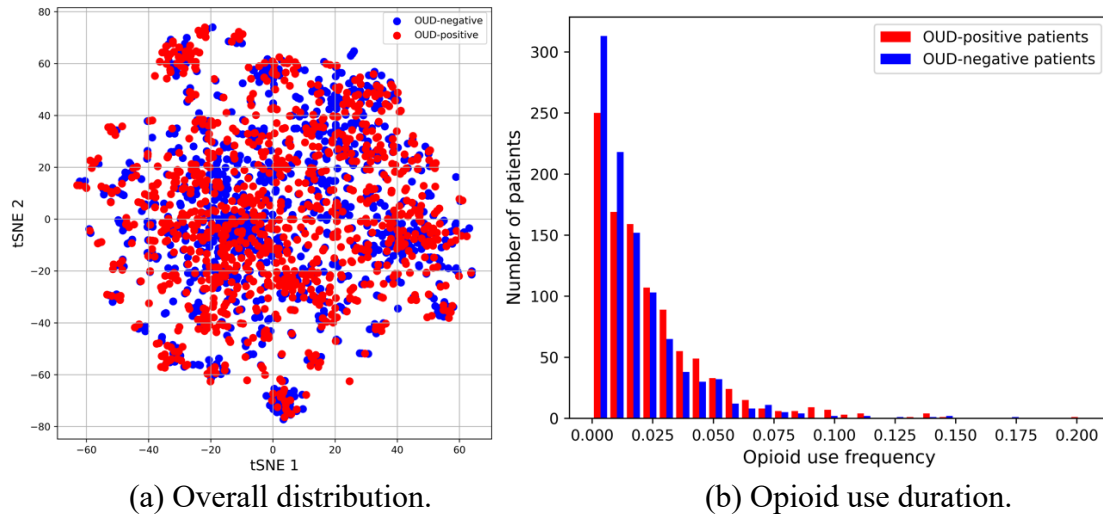 80
60
40
20
0
−20
−40
−60
−80
tSNE 2
−60 −40 −20 0 20 40 60
tSNE 1
OUD-negative
OUD-positive
(a) Overall distribution.
300
250
200
150
100
50
0
Number of patients
OUD-positive patients
OUD-negative patients
0.000 0.025 0.050 0.075 0.100 0.125 0.150 0.175 0.200
Opioid use frequency
(b) Opioid use duration.